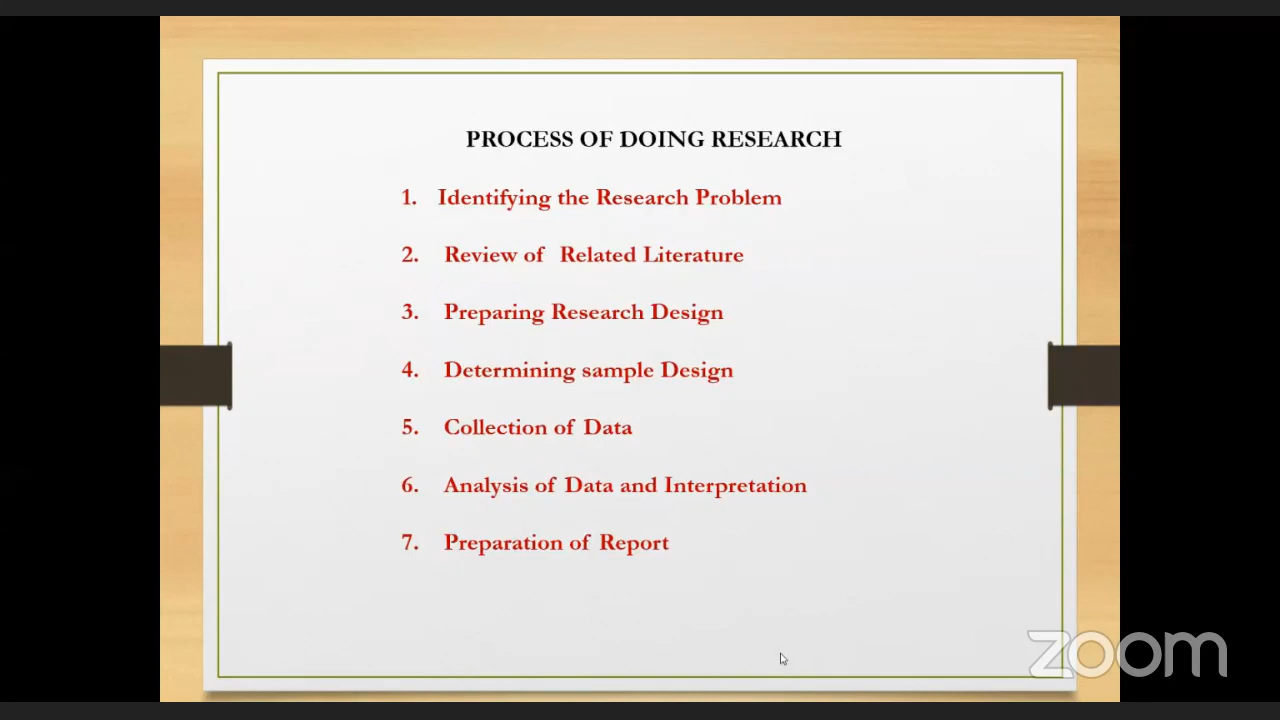 PROCESS OF DOING RESEARCH
1. Identifying the Research Problem
2. Review of Related Literature
3. Preparing Research Design
4. Determining sample Design
5. Collection of Data
6. Analysis of Data and Interpretation
7. Preparation of Report
zoom